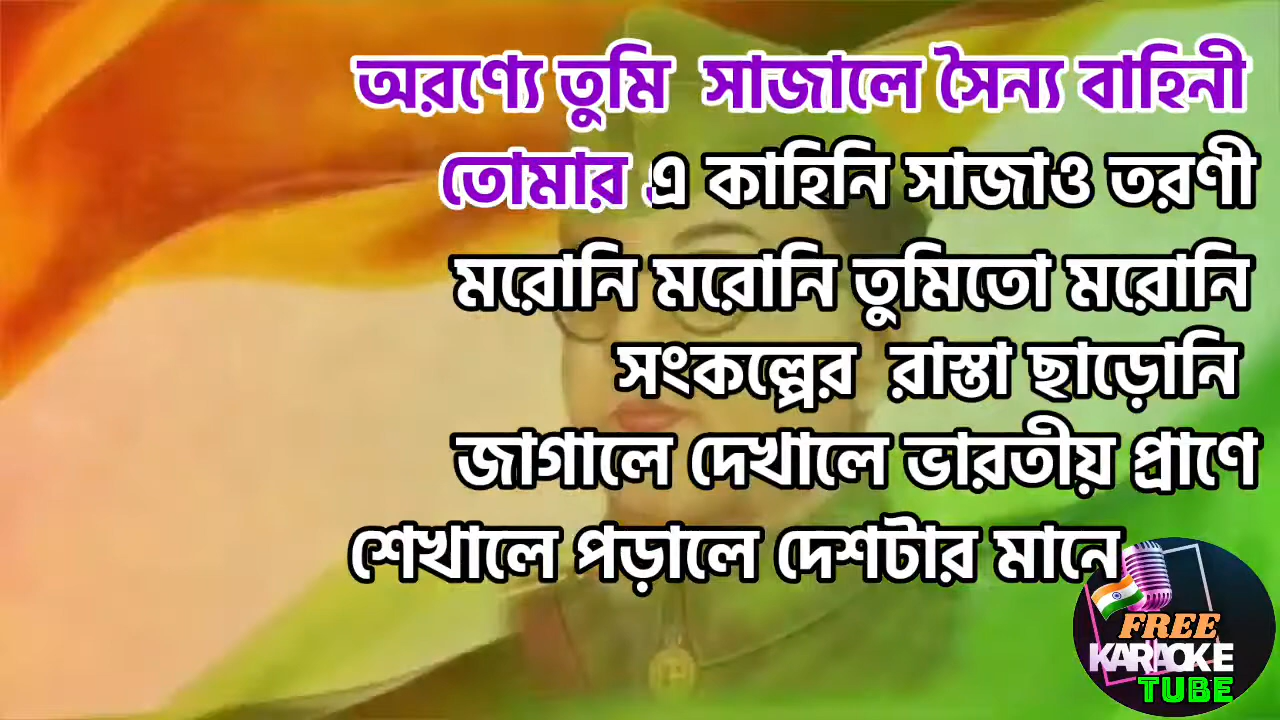 অরণ্যে তুমি সাজালে সৈন্য বাহিনী
তোমার এ কাহিনি সাজাও তরণী
মরোনি মরোনি তুমিতো মরোনি
সংকল্পের রাস্তা ছাড়োনি
জাগালে দেখালে ভারতীয় প্রাণে
শেখালে পড়ালে দেশটার মানে
FREE
KARAOKE
TUBE